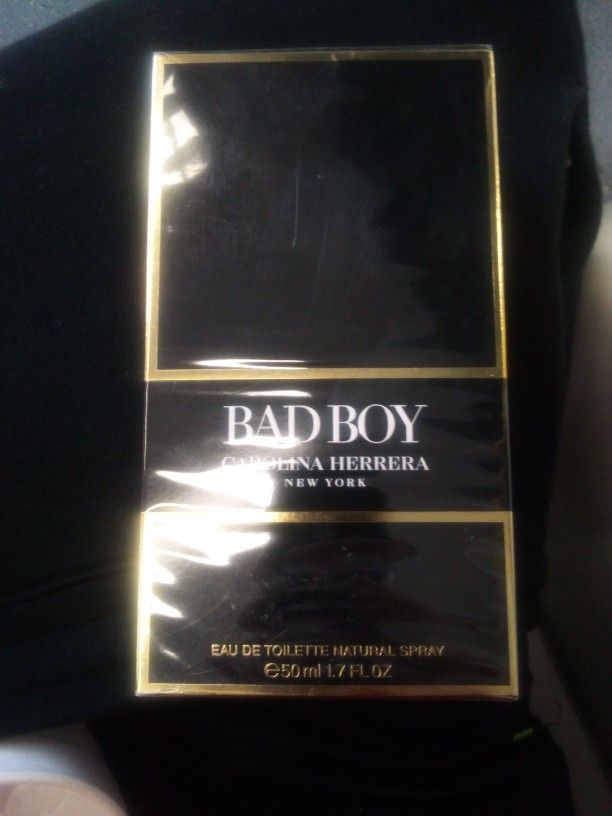 BAD BOY
CAROLINA HERRERA
NEW YORK
EAU DE TOILETTE NATURAL SPRAY
℮50 ml 1.7 FL OZ